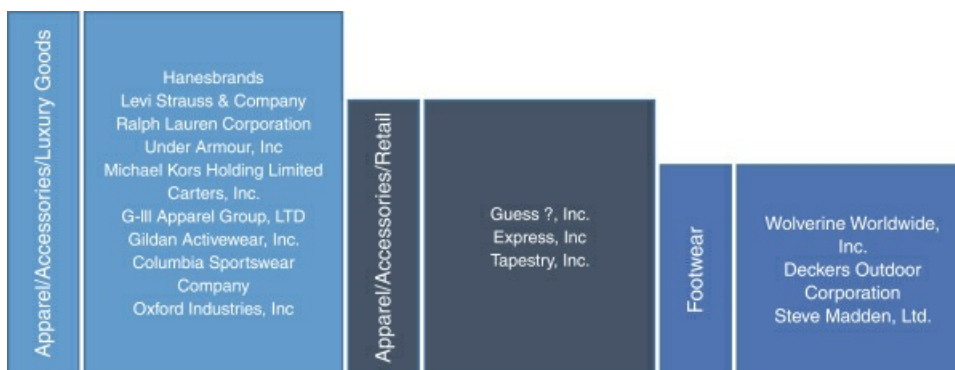 Apparel/Accessories/Luxury Goods
Hanesbrands
Levi Strauss & Company
Ralph Lauren Corporation
Under Armour, Inc
Michael Kors Holding Limited
Carters, Inc.
G-III Apparel Group, LTD
Gildan Activewear, Inc.
Columbia Sportswear
Company
Oxford Industries, Inc
Apparel/Accessories/Retail
Guess ?, Inc.
Express, Inc
Tapestry, Inc.
Footwear
Wolverine Worldwide,
Inc.
Deckers Outdoor
Corporation
Steve Madden, Ltd.